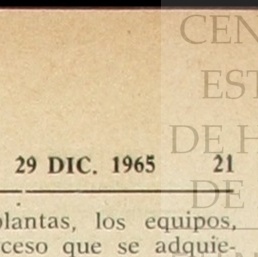 CEN
EST
29 DIC. 1965 21
DE H
DE
plantas, los equipos,
ceso que se adquie-